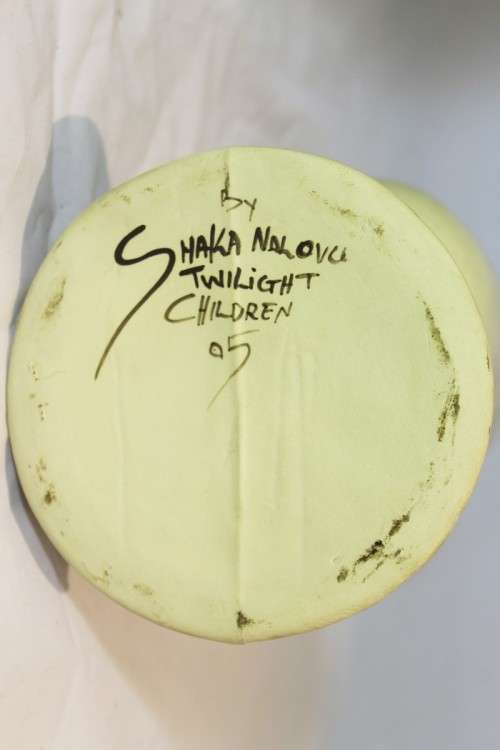 By
SHAKA NALOVU
TWILIGHT
CHILDREN
05